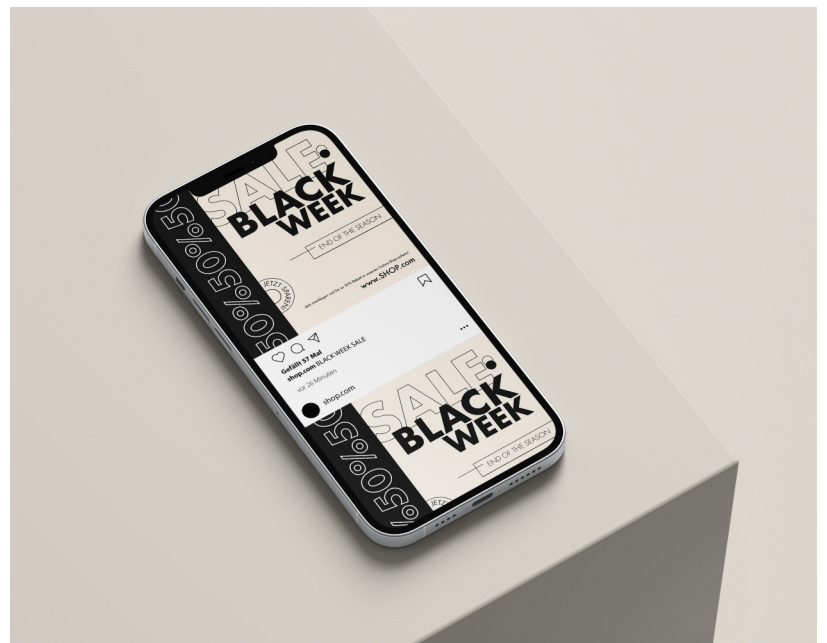 50%50%50%50
SALE:
BLACK
WEEK
END OF THE SEASON
JETZT SPAREN!
www.SHOP.com
Gefällt 57 Mal
shop.com BLACK WEEK SALE
vor 26 Minuten
shop.com
%50%50%50
SALE:
BLACK
WEEK
END OF THE SEASON
JETZ